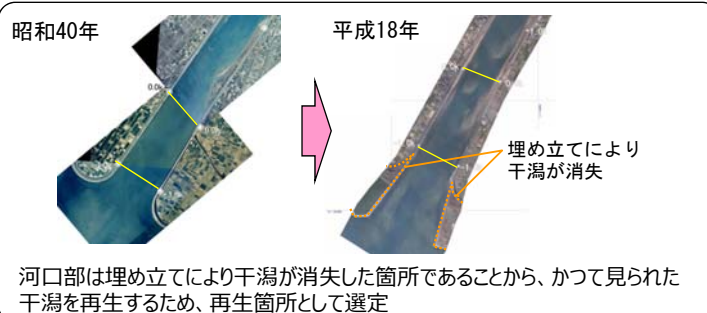 昭和40年
平成18年
0.0k
埋め立てにより
干潟が消失
河口部は埋め立てにより干潟が消失した箇所であることから、かつて見られた
干潟を再生するため、再生箇所として選定